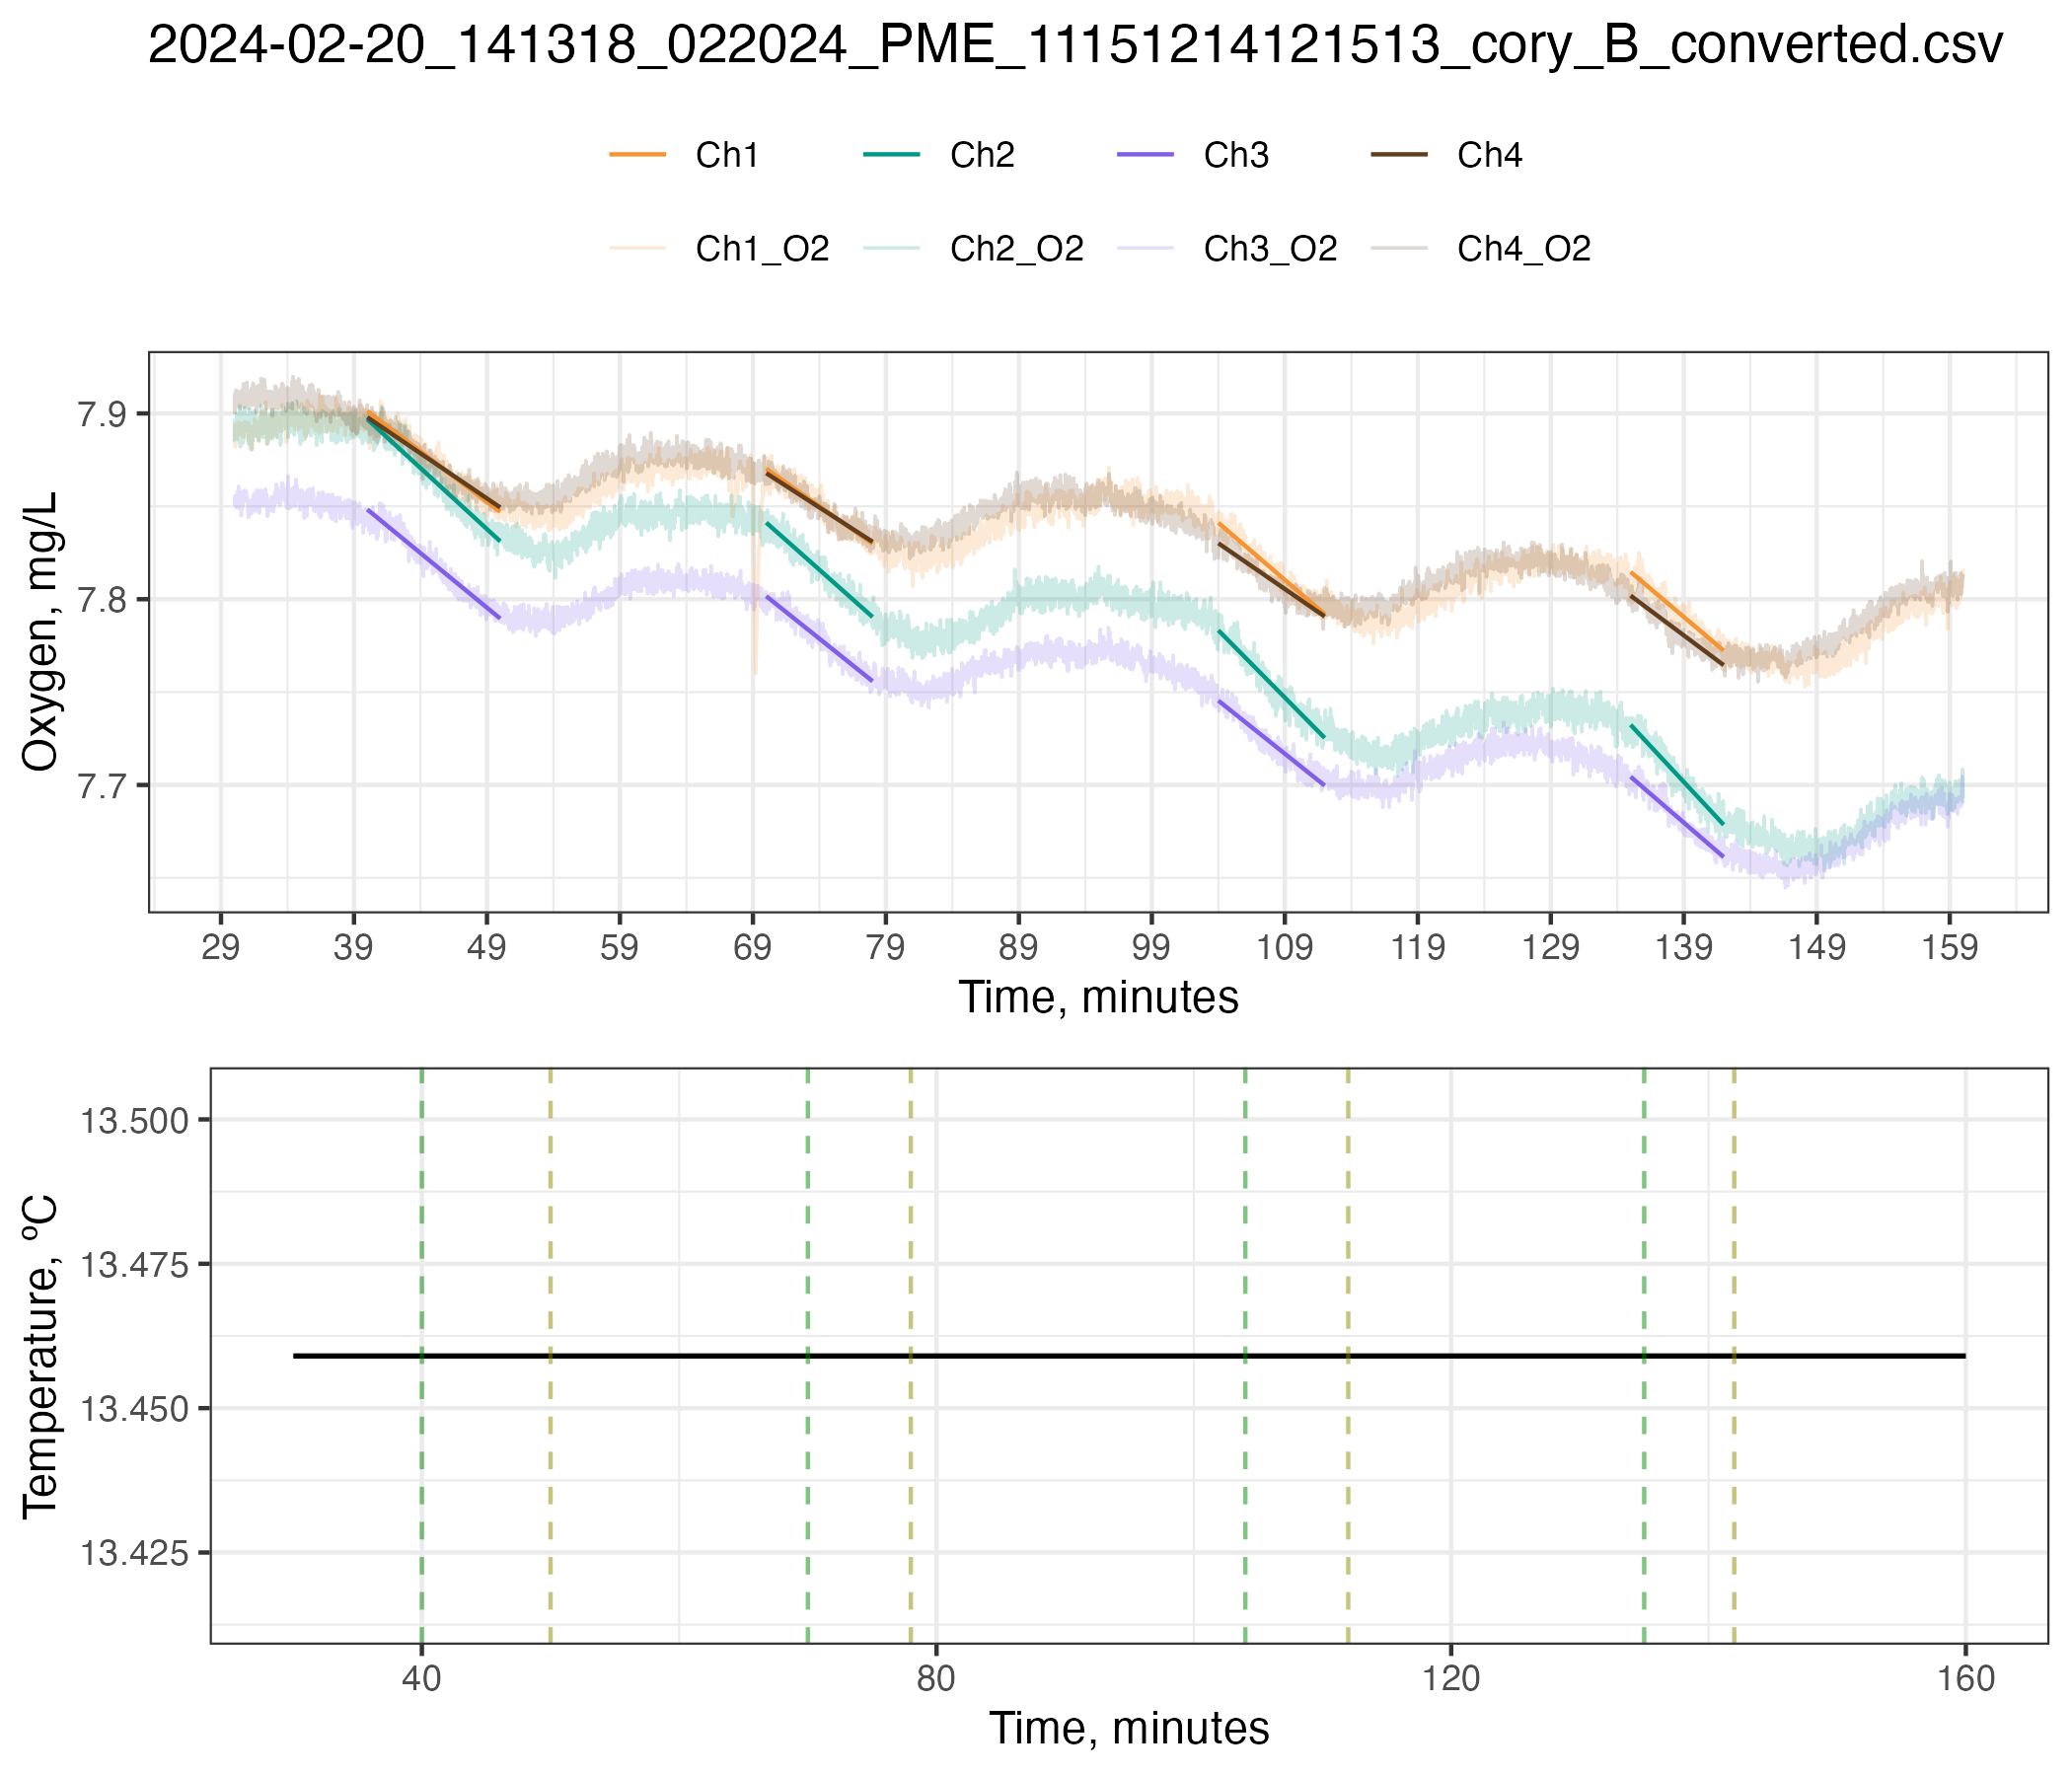 2024-02-20_141318_022024_PME_11151214121513_cory_B_converted.csv
Ch1 Ch2 Ch3 Ch4
Ch1_O2 Ch2_O2 Ch3_O2 Ch4_O2
Oxygen, mg/L
7.9
7.8
7.7
29 39 49 59 69 79 89 99 109 119 129 139 149 159
Time, minutes
Temperature, ºC
13.500
13.475
13.450
13.425
40 80 120 160
Time, minutes